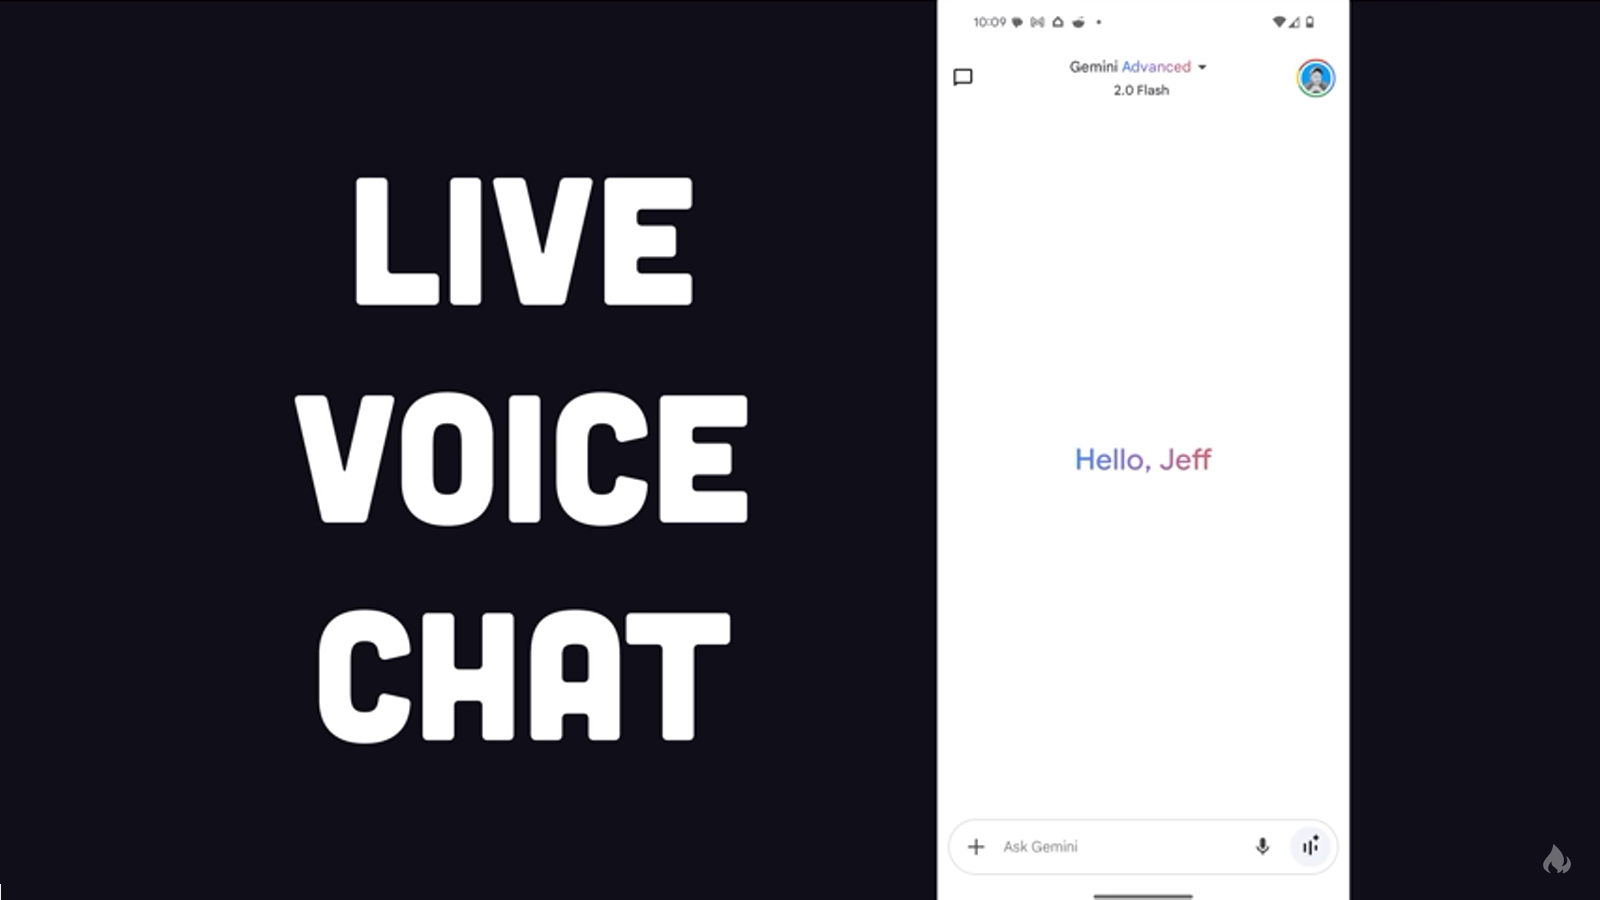 LIVE
VOICE
CHAT
10:09
Gemini Advanced
2.0 Flash
Hello, Jeff
Ask Gemini